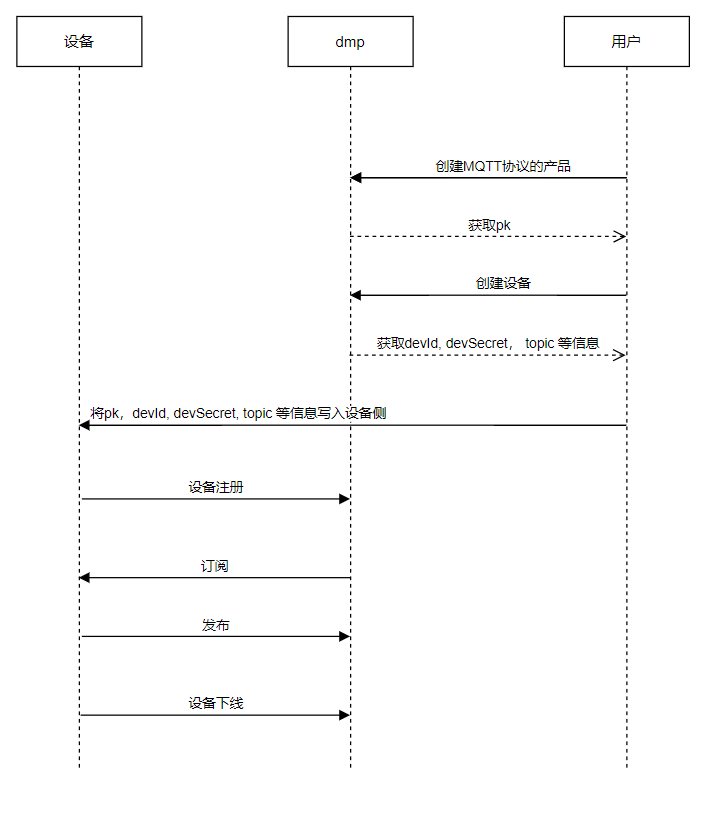 设备
dmp
用户
创建MQTT协议的产品
获取pk
创建设备
获取devId, devSecret， topic 等信息
将pk，devId, devSecret, topic 等信息写入设备侧
设备注册
订阅
发布
设备下线